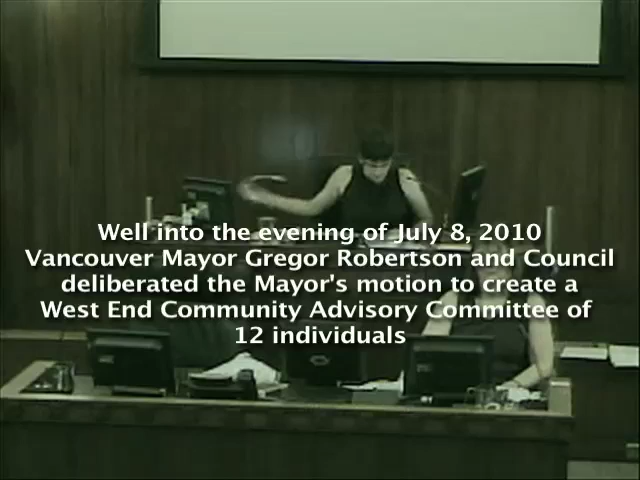 Well into the evening of July 8, 2010
Vancouver Mayor Gregor Robertson and Council
deliberated the Mayor's motion to create a
West End Community Advisory Committee of
12 individuals